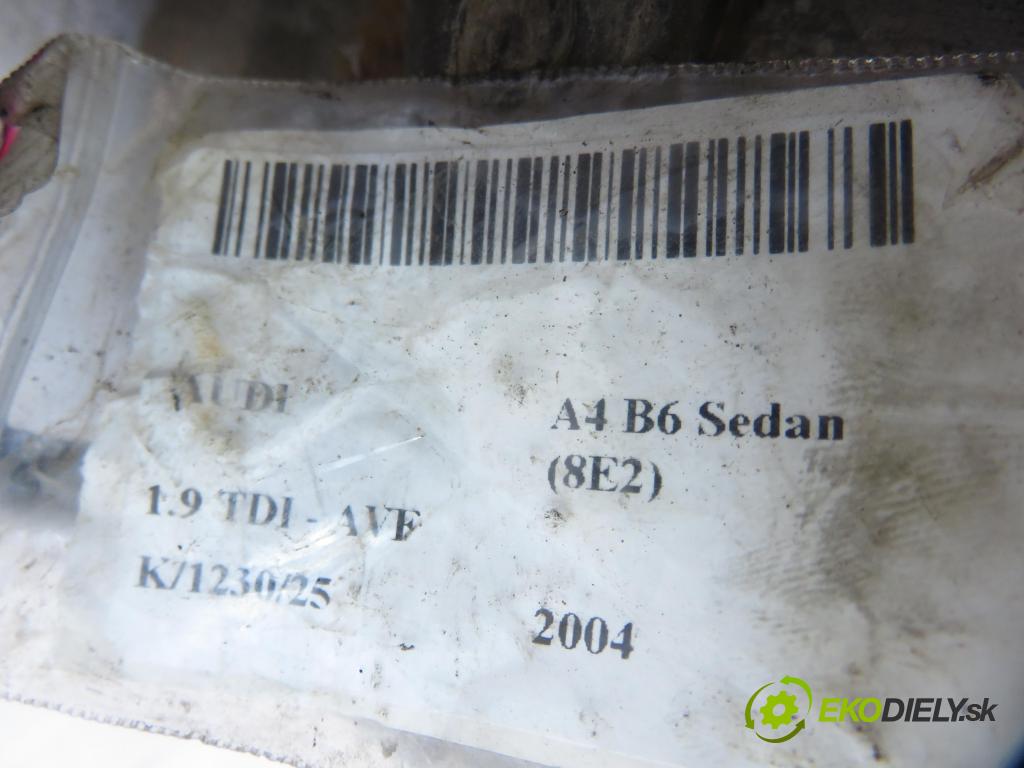 AUDI
A4 B6 Sedan
(8E2)
1.9 TDI - AVF
K/1230/25
2004
EKODIELY.sk